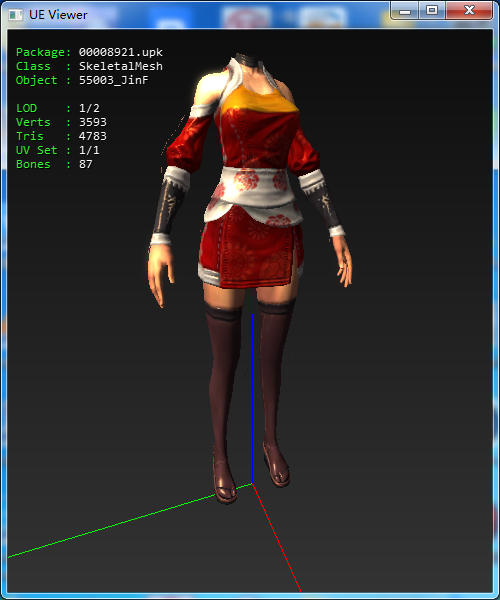 UE Viewer
Package: 00008921.upk
Class : SkeletalMesh
Object : 55003_JinF
LOD : 1/2
Verts : 3593
Tris : 4783
UV Set : 1/1
Bones : 87